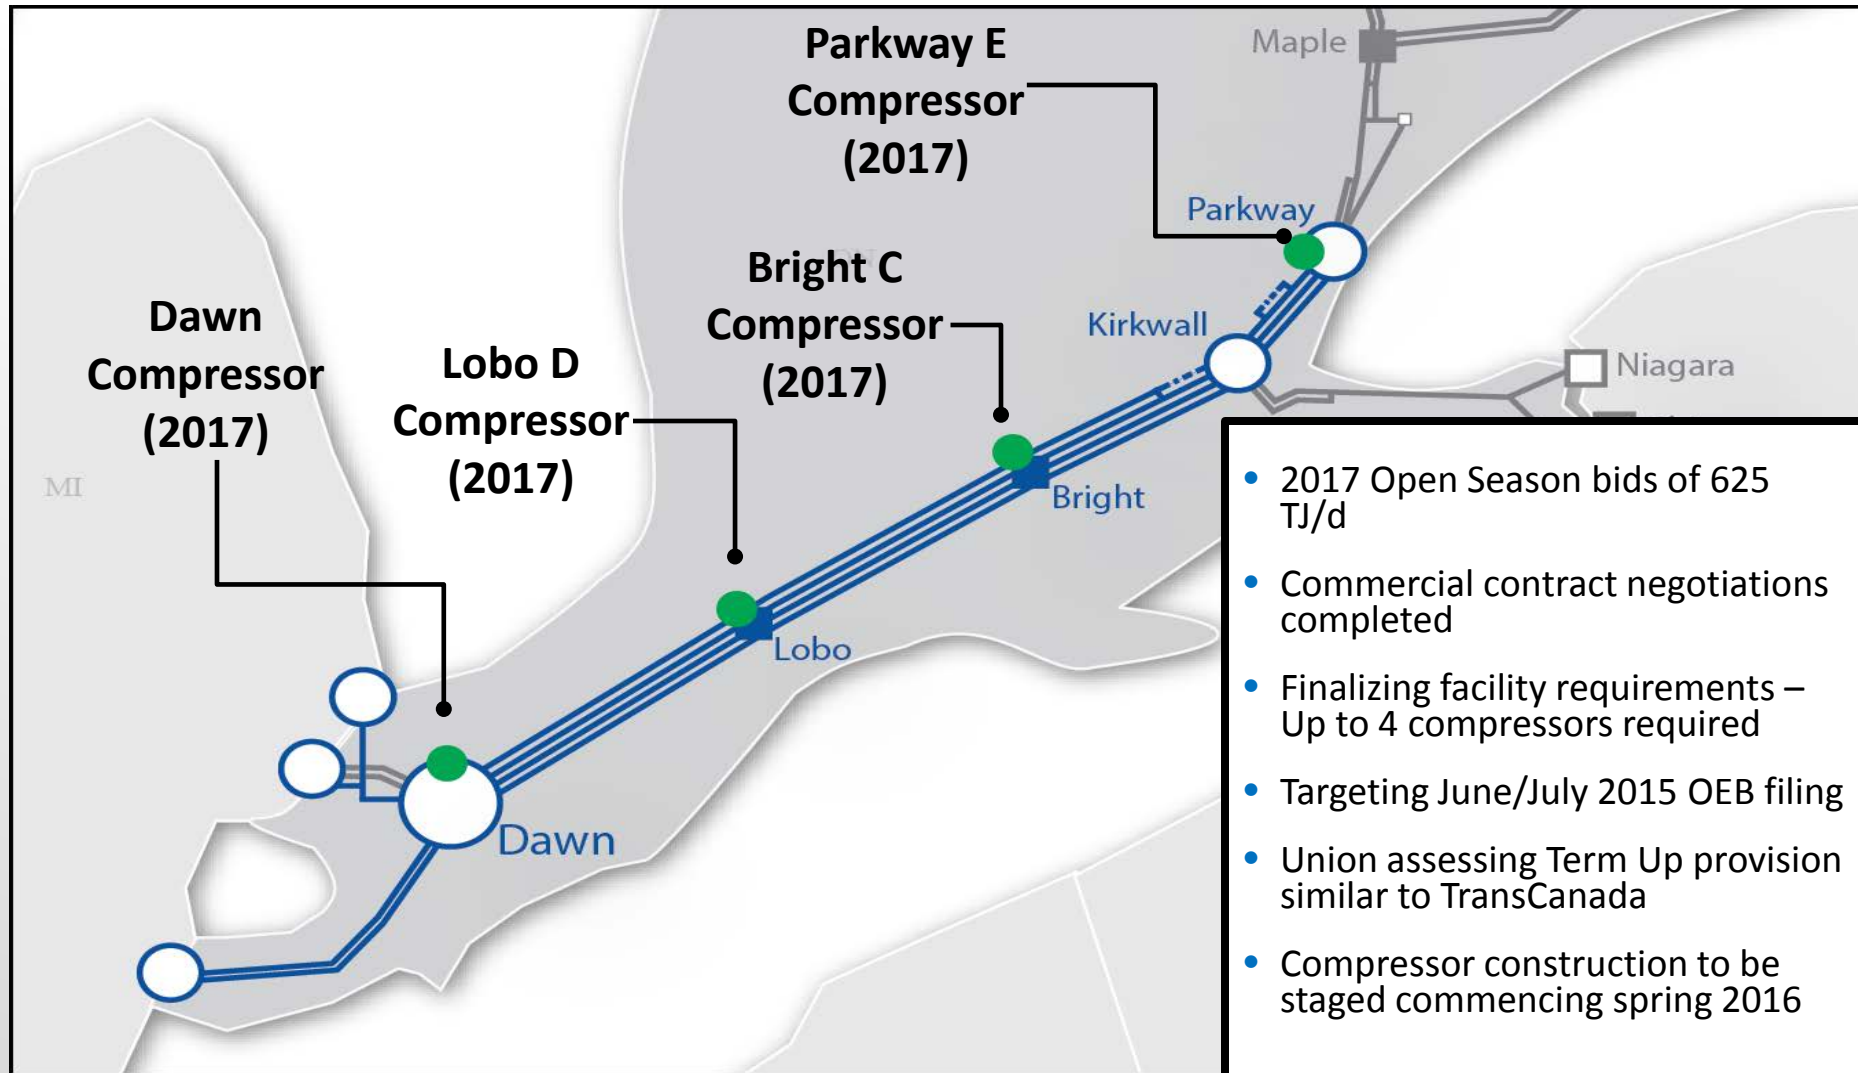 Parkway E
Compressor
(2017)
Maple
Parkway
Bright C
Compressor
(2017)
Kirkwall
Dawn
Compressor
(2017)
Lobo D
Compressor
(2017)
Niagara
MI
Bright
Lobo
Dawn
• 2017 Open Season bids of 625
TJ/d
• Commercial contract negotiations
completed
• Finalizing facility requirements –
Up to 4 compressors required
• Targeting June/July 2015 OEB filing
• Union assessing Term Up provision
similar to TransCanada
• Compressor construction to be
staged commencing spring 2016